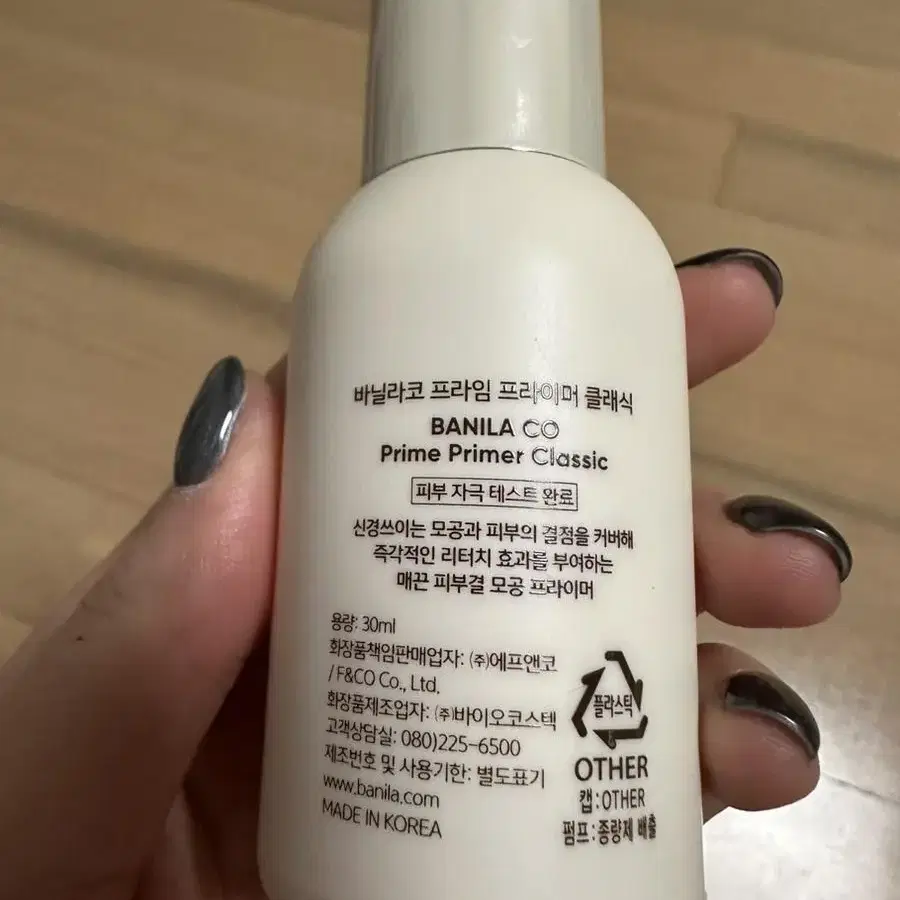 바닐라코 프라임 프라이머 클래식
BANILA CO
Prime Primer Classic
피부 자극 테스트 완료
신경쓰이는 모공과 피부의 결점을 커버해
즉각적인 리터치 효과를 부여하는
매끈 피부결 모공 프라이머
용량: 30ml
화장품책임판매업자: (주)에프앤코
/ F&CO Co., Ltd.
화장품제조업자: (주)바이오코스텍
고객상담실: 080)225-6500
제조번호 및 사용기한: 별도표기
www.banila.com
MADE IN KOREA
플라스틱
OTHER
캡:OTHER
펌프:종량제 배출